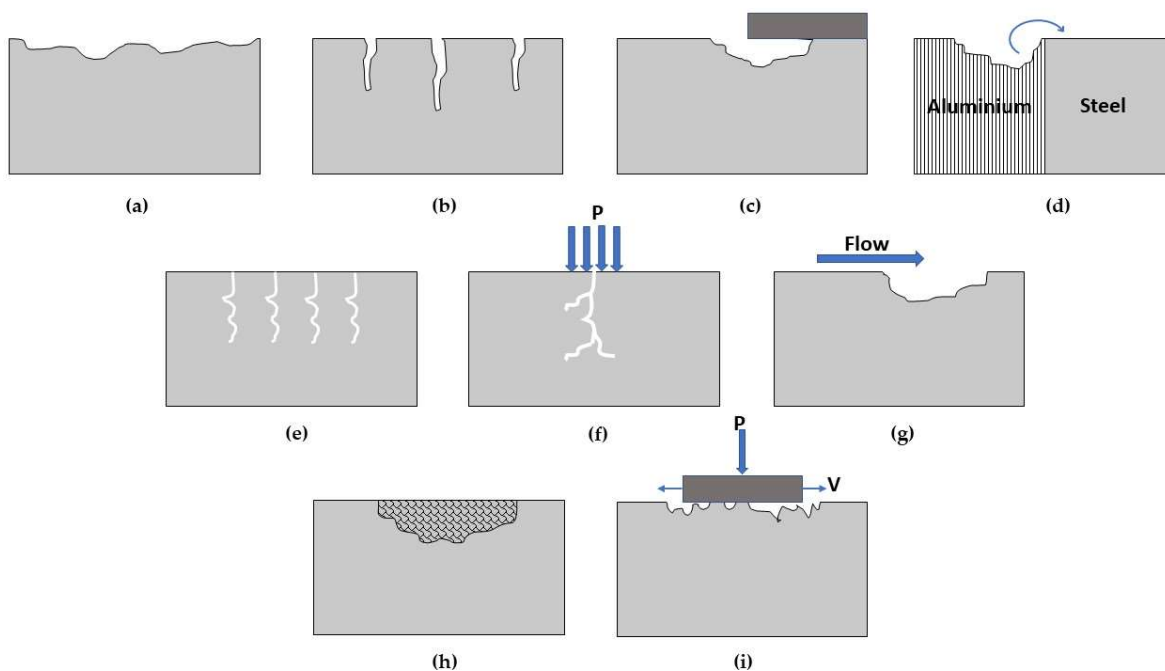 Aluminium Steel
(a) (b) (c) (d)
P
Flow
(e) (f) (g)
P
V
(h) (i)